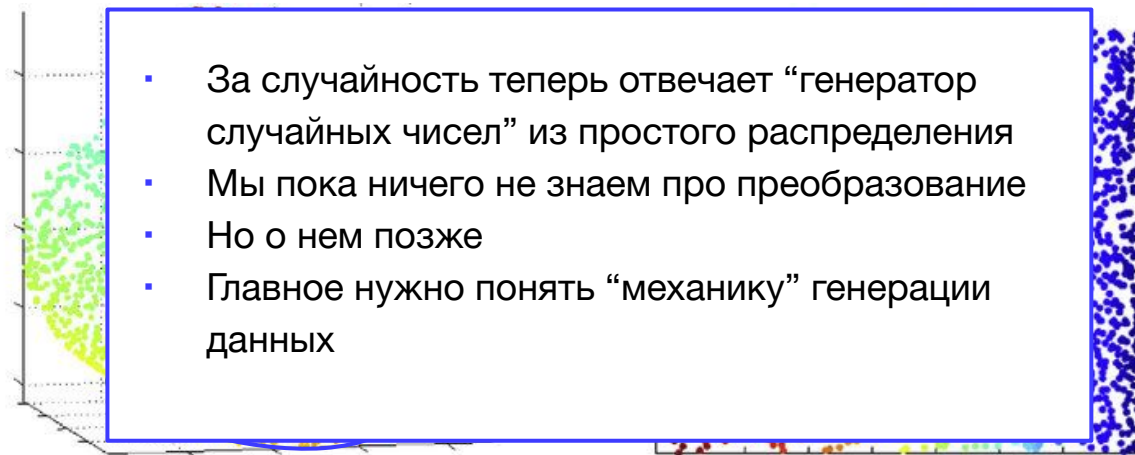 ▪ За случайность теперь отвечает “генератор
случайных чисел” из простого распределения
▪ Мы пока ничего не знаем про преобразование
▪ Но о нем позже
▪ Главное нужно понять “механику” генерации
данных